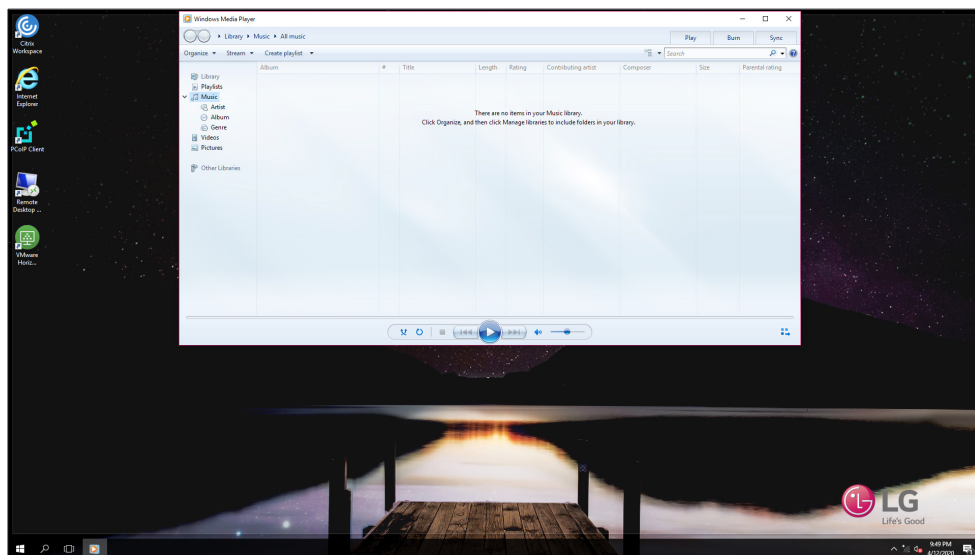 Citrix
Workspace
Internet
Explorer
PCoIP Client
Remote
Desktop ...
VMware
Horiz...
Windows Media Player
Library
Music
All music
Play
Burn
Sync
Organize
Stream
Create playlist
Search
Album
#
Title
Length
Rating
Contributing artist
Composer
Size
Parental rating
Library
Playlists
Music
Artist
Album
Genre
Videos
Pictures
Other Libraries
There are no items in your Music library.
Click Organize, and then click Manage libraries to include folders in your library.
LG
Life's Good
9:49 PM
4/12/2020